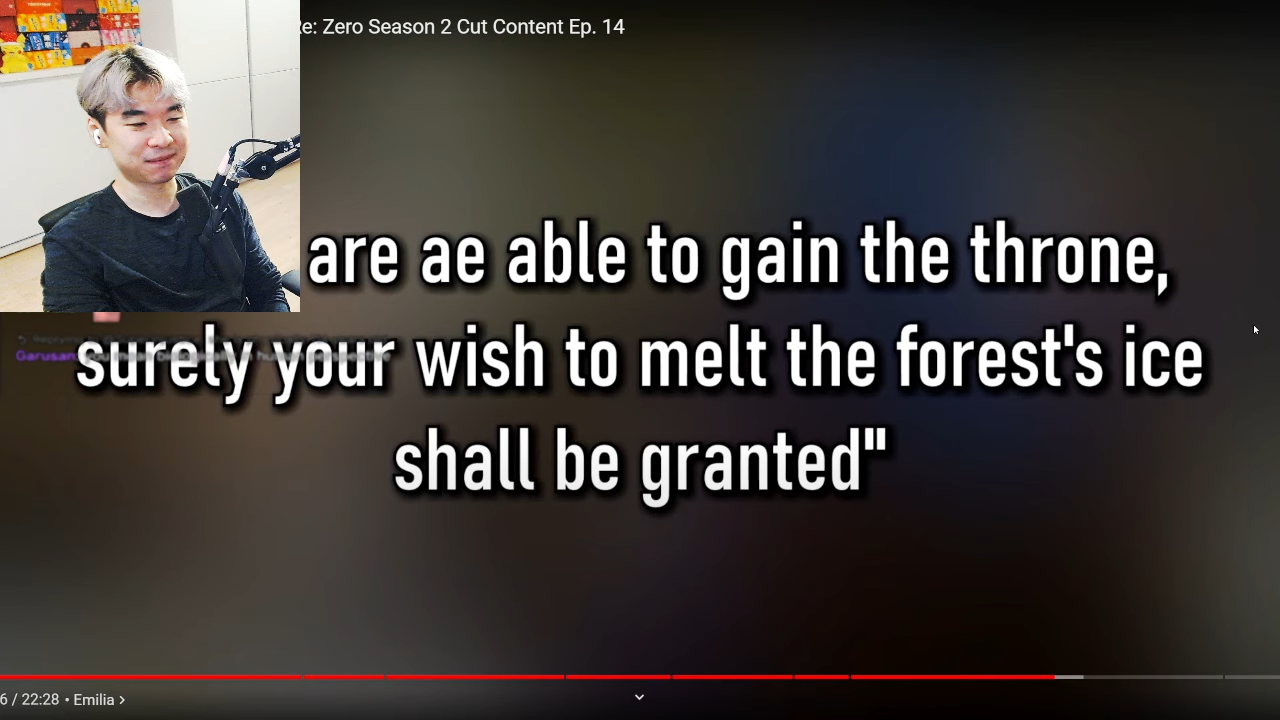 Re: Zero Season 2 Cut Content Ep. 14
are ae able to gain the throne,
Garusan
surely your wish to melt the forest's ice
shall be granted"
6 / 22:28 • Emilia